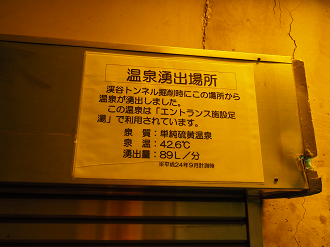 温泉湧出場所
渓谷トンネル掘削時にこの場所から
温泉が湧出しました。
この温泉は「エントランス施設足
湯」で利用されています。
泉　質：単純硫黄温泉
泉　温：42.6℃
湧出量：89L／分
※平成24年9月計測時